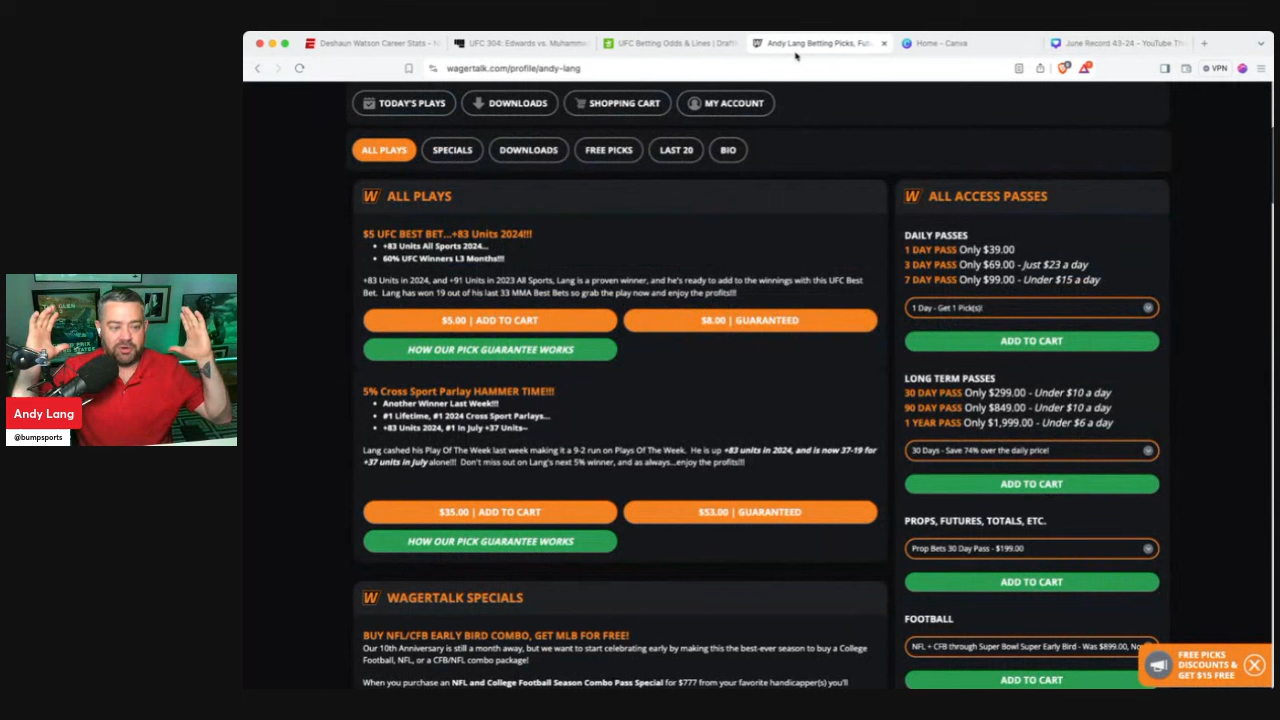 Deshaun Watson Career Stats - N
UFC 304: Edwards vs. Muhammad
UFC Betting Odds & Lines | Draft
Andy Lang Betting Picks, Fut
Home - Canva
June Record 43-24 - YouTube Th
wagertalk.com/profile/andy-lang
VPN
TODAY'S PLAYS
DOWNLOADS
SHOPPING CART
MY ACCOUNT
ALL PLAYS
SPECIALS
DOWNLOADS
FREE PICKS
LAST 20
BIO
W ALL PLAYS
$5 UFC BEST BET...+83 Units 2024!!!
+83 Units All Sports 2024...
60% UFC Winners L3 Months!!!
+83 Units in 2024, and +91 Units in 2023 All Sports, Lang is a proven winner, and he's ready to add to the winnings with this UFC Best
Bet. Lang has won 19 out of his last 33 MMA Best Bets so grab the play now and enjoy the profits!!!
$5.00 | ADD TO CART
$8.00 | GUARANTEED
HOW OUR PICK GUARANTEE WORKS
5% Cross Sport Parlay HAMMER TIME!!!
Another Winner Last Week!!!
#1 Lifetime, #1 2024 Cross Sport Parlays...
+83 Units 2024, #1 In July +37 Units--
Lang cashed his Play Of The Week last week making it a 9-2 run on Plays Of The Week. He is up +83 units in 2024, and is now 37-19 for
+37 units in July alone!!! Don't miss out on Lang's next 5% winner, and as always...enjoy the profits!!!
$35.00 | ADD TO CART
$53.00 | GUARANTEED
HOW OUR PICK GUARANTEE WORKS
W WAGERTALK SPECIALS
BUY NFL/CFB EARLY BIRD COMBO, GET MLB FOR FREE!
Our 10th Anniversary is still a month away, but we want to start celebrating early by making this the best-ever season to buy a College
Football, NFL, or a CFB/NFL combo package!
When you purchase an NFL and College Football Season Combo Pass Special for $777 from your favorite handicapper(s) you'll
W ALL ACCESS PASSES
DAILY PASSES
1 DAY PASS Only $39.00
3 DAY PASS Only $69.00 - Just $23 a day
7 DAY PASS Only $99.00 - Under $15 a day
1 Day - Get 1 Pick(s)!
ADD TO CART
LONG TERM PASSES
30 DAY PASS Only $299.00 - Under $10 a day
90 DAY PASS Only $849.00 - Under $10 a day
1 YEAR PASS Only $1,999.00 - Under $6 a day
30 Days - Save 74% over the daily price!
ADD TO CART
PROPS, FUTURES, TOTALS, ETC.
Prop Bets 30 Day Pass - $199.00
ADD TO CART
FOOTBALL
NFL + CFB through Super Bowl Super Early Bird - Was $899.00, No
ADD TO CART
FREE PICKS
DISCOUNTS &
GET $15 FREE
Andy Lang
@bumpsports